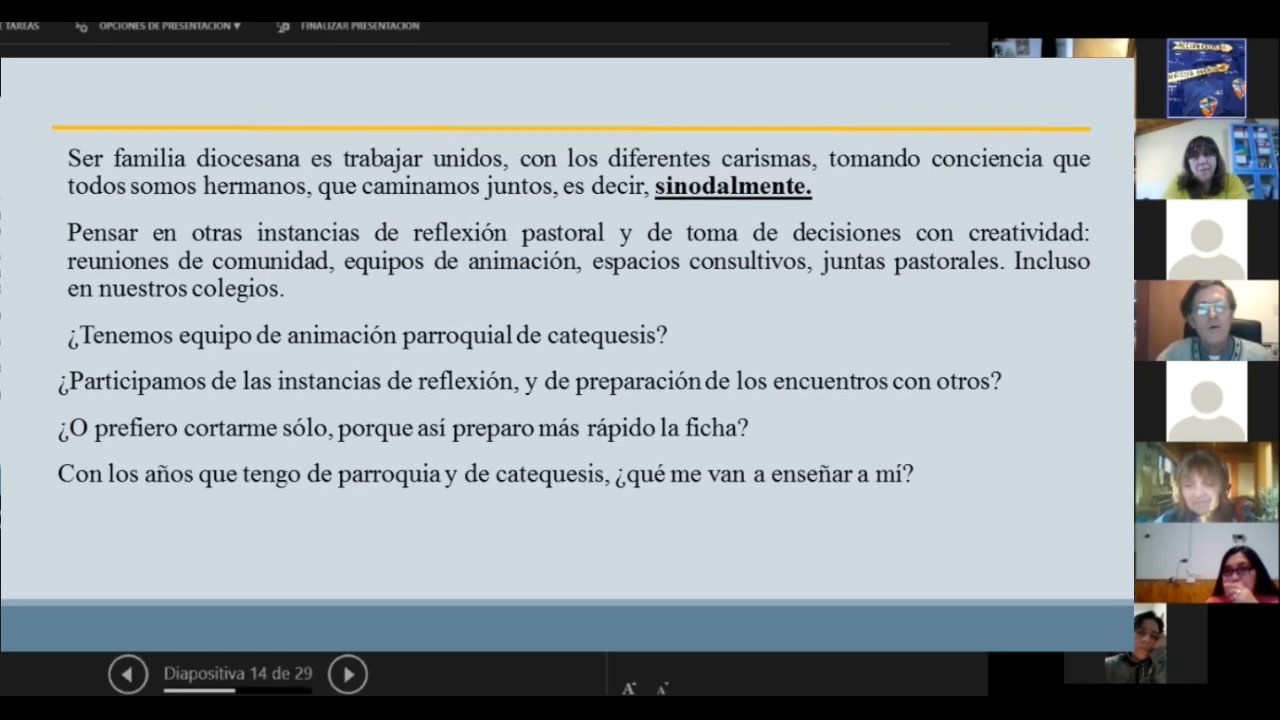 E TAREAS OPCIONES DE PRESENTACIÓN ▼ FINALIZAR PRESENTACIÓN
Ser familia diocesana es trabajar unidos, con los diferentes carismas, tomando conciencia que
todos somos hermanos, que caminamos juntos, es decir, sinodalmente.
Pensar en otras instancias de reflexión pastoral y de toma de decisiones con creatividad:
reuniones de comunidad, equipos de animación, espacios consultivos, juntas pastorales. Incluso
en nuestros colegios.
¿Tenemos equipo de animación parroquial de catequesis?
¿Participamos de las instancias de reflexión, y de preparación de los encuentros con otros?
¿O prefiero cortarme sólo, porque así preparo más rápido la ficha?
Con los años que tengo de parroquia y de catequesis, ¿qué me van a enseñar a mí?
Diapositiva 14 de 29
A A